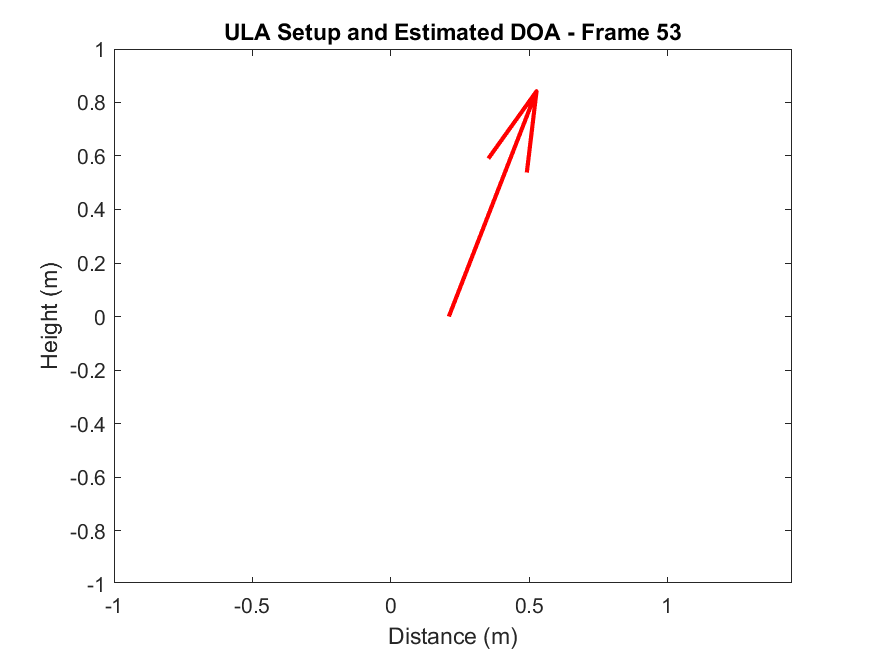 ULA Setup and Estimated DOA - Frame 53
1
0.8
0.6
0.4
0.2
0
-0.2
-0.4
-0.6
-0.8
-1
Height (m)
-1 -0.5 0 0.5 1
Distance (m)